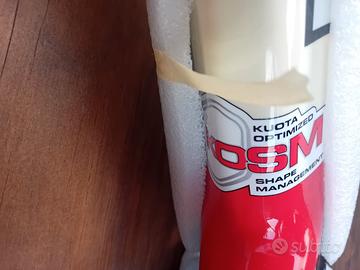 KUOTA
OPTIMIZED
KOSM
SHAPE
MANAGEMENT
subito